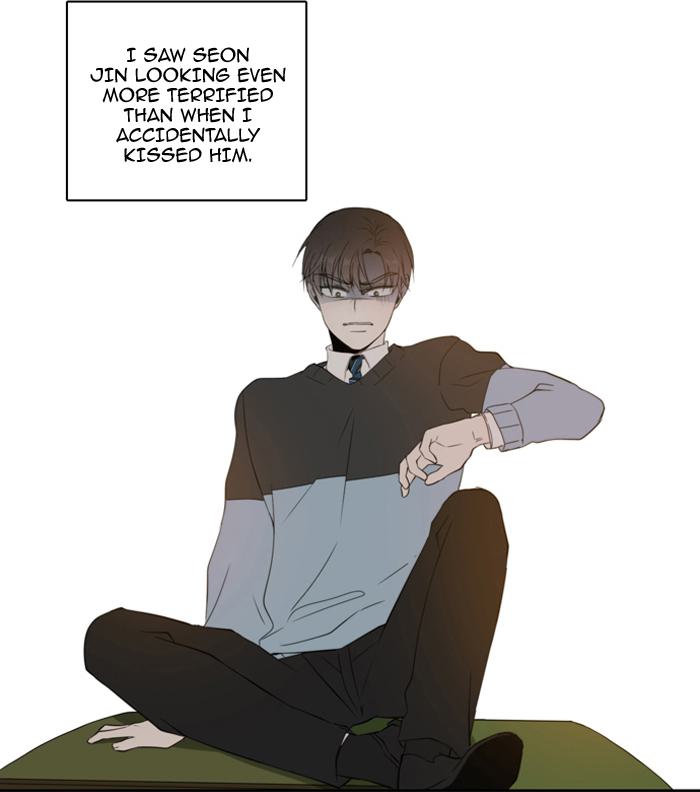 I SAW SEON
JIN LOOKING EVEN
MORE TERRIFIED
THAN WHEN I
ACCIDENTALLY
KISSED HIM.